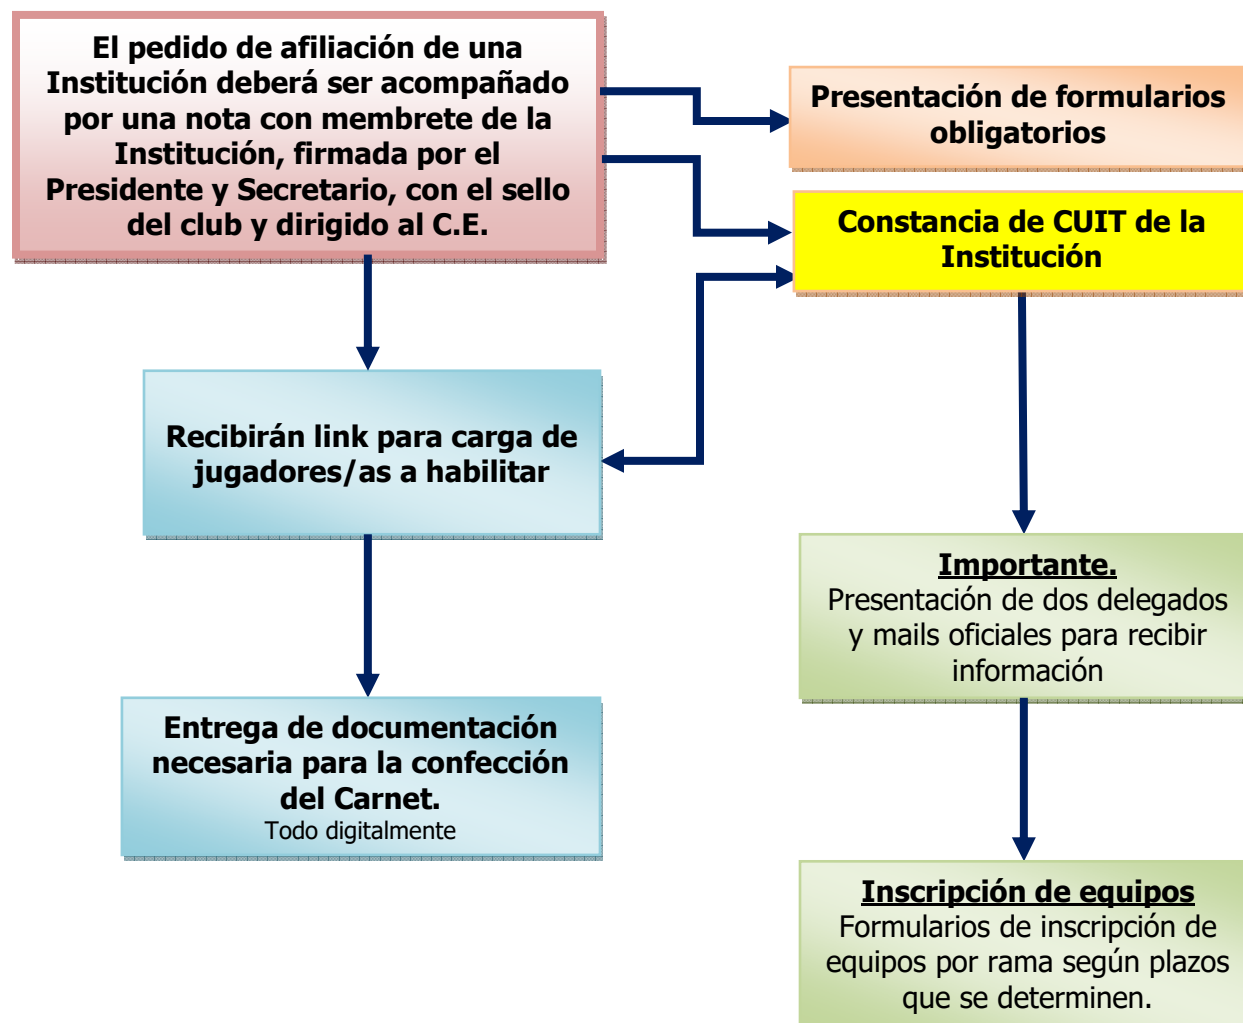 El pedido de afiliación de una
Institución deberá ser acompañado
por una nota con membrete de la
Institución, firmada por el
Presidente y Secretario, con el sello
del club y dirigido al C.E.
Presentación de formularios
obligatorios
Constancia de CUIT de la
Institución
Recibirán link para carga de
jugadores/as a habilitar
Importante.
Presentación de dos delegados
y mails oficiales para recibir
información
Entrega de documentación
necesaria para la confección
del Carnet.
Todo digitalmente
Inscripción de equipos
Formularios de inscripción de
equipos por rama según plazos
que se determinen.